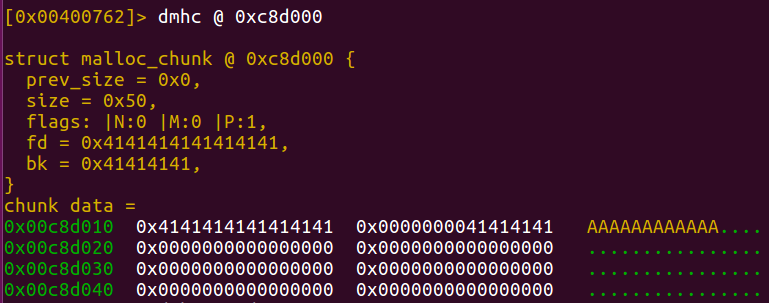 [0x00400762]> dmhc @ 0xc8d000
struct malloc_chunk @ 0xc8d000 {
  prev_size = 0x0,
  size = 0x50,
  flags: |N:0 |M:0 |P:1,
  fd = 0x4141414141414141,
  bk = 0x41414141,
}
chunk data =
0x00c8d010  0x4141414141414141  0x0000000041414141   AAAAAAAAAAAA....
0x00c8d020  0x0000000000000000  0x0000000000000000   ................
0x00c8d030  0x0000000000000000  0x0000000000000000   ................
0x00c8d040  0x0000000000000000  0x0000000000000000   ................